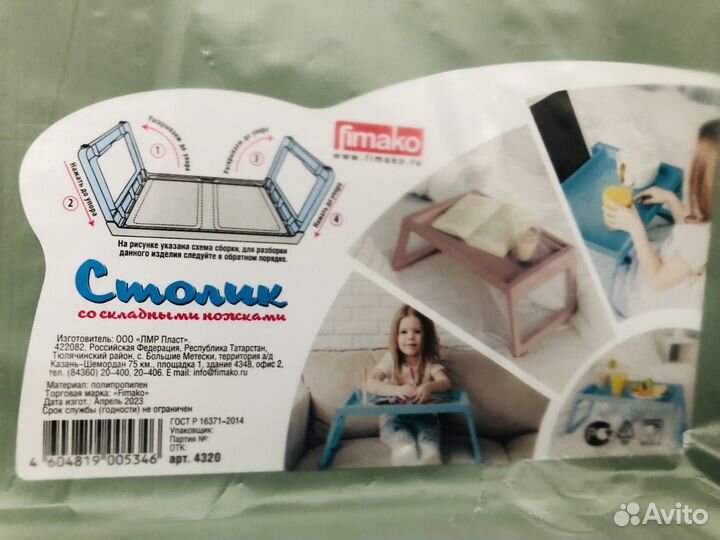 fimako
www.fimako.ru
Раскрываем до упора
1
Раскрываем до упора
3
Нажать до упора
2
Нажать до упора
4
На рисунке указана схема сборки, для разборки
данного изделия следуйте в обратном порядке.
Столик
со складными ножками
Изготовитель: ООО «ЛМР Пласт».
422082, Российская Федерация, Республика Татарстан,
Тюлячинский район, с. Большие Метески, территория а/д
Казань–Шемордан 75 км., площадка 1, здание 4348, офис 2,
тел. (84360) 20–400, 20–406. E mail: info@fimako.ru
Материал: полипропилен
Торговая марка: «Fimako»
Дата изгот.: Апрель 2023
Срок службы (годности) не ограничен
ГОСТ Р 16371–2014
Упаковщик:
Партия №:
ОТК:
арт. 4320
4 604819 005346
Avito